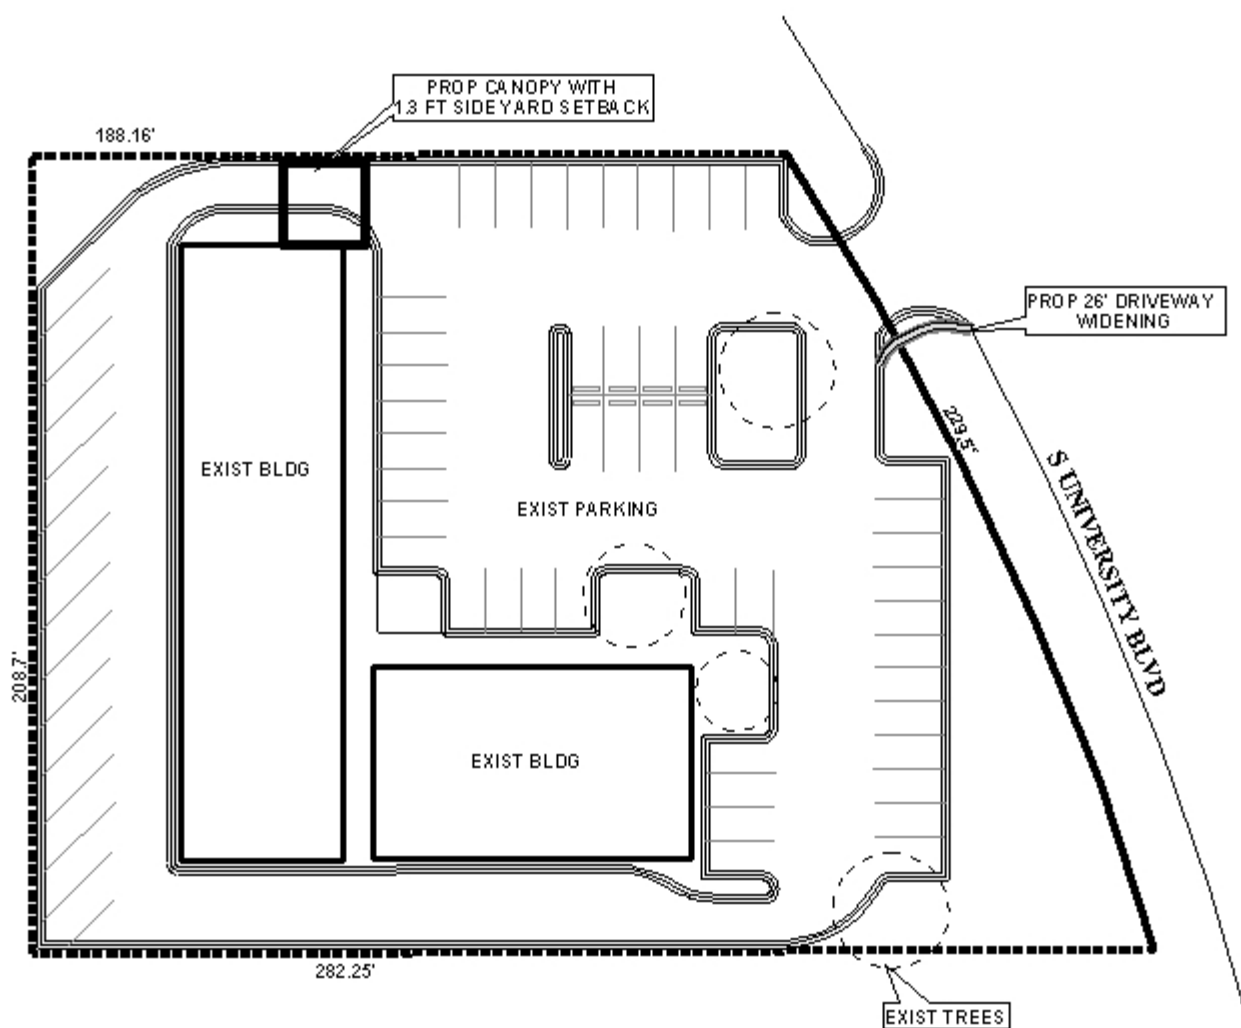 PROP CANOPY WITH
1.3 FT SIDEYARD SETBACK
188.16'
PROP 26' DRIVEWAY
WIDENING
229.5'
EXIST BLDG
S UNIVERSITY BLVD
EXIST PARKING
208.7'
EXIST BLDG
282.25'
EXIST TREES